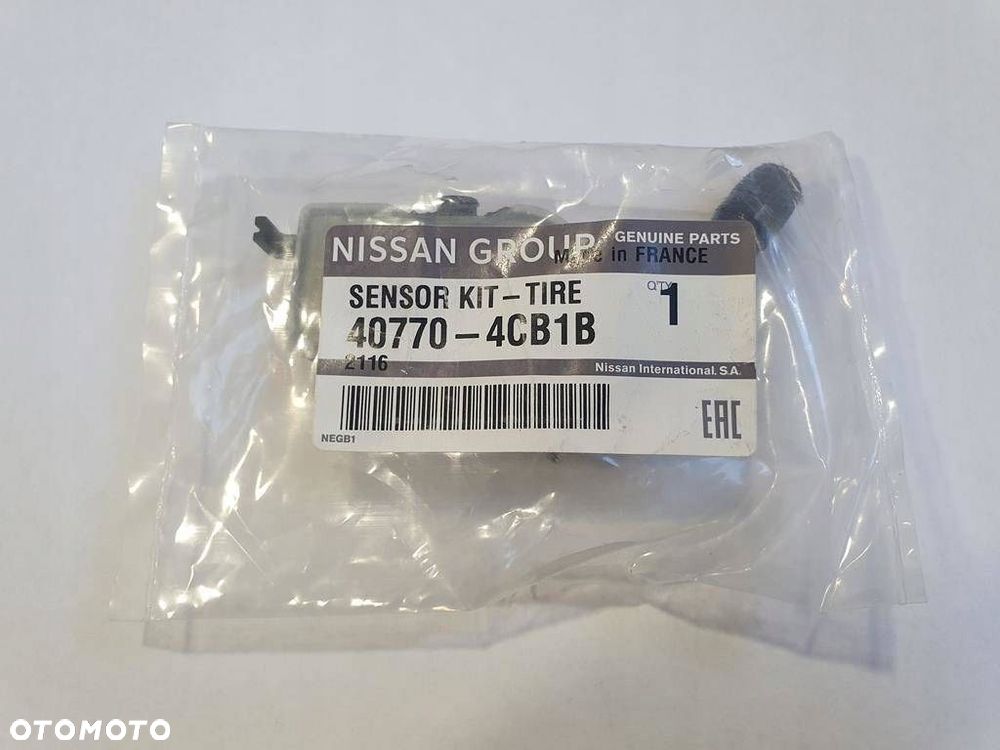 NISSAN GROUP GENUINE PARTS
Made in FRANCE
SENSOR KIT-TIRE
QTY
1
40770-4CB1B
2116
Nissan International. S.A.
NEGB1
EAC
OTOMOTO